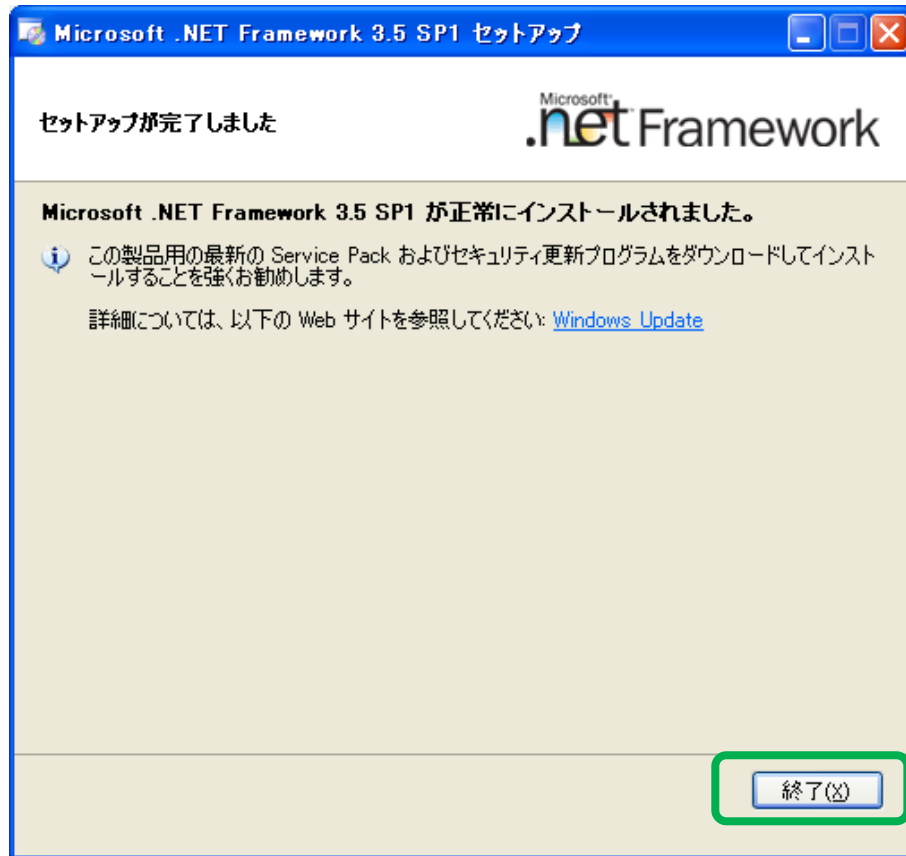 Microsoft .NET Framework 3.5 SP1 セットアップ
セットアップが完了しました
Microsoft
.net Framework
Microsoft .NET Framework 3.5 SP1 が正常にインストールされました。
この製品用の最新の Service Pack およびセキュリティ更新プログラムをダウンロードしてインスト
ールすることを強くお勧めします。
詳細については、以下の Web サイトを参照してください: Windows Update
終了(X)